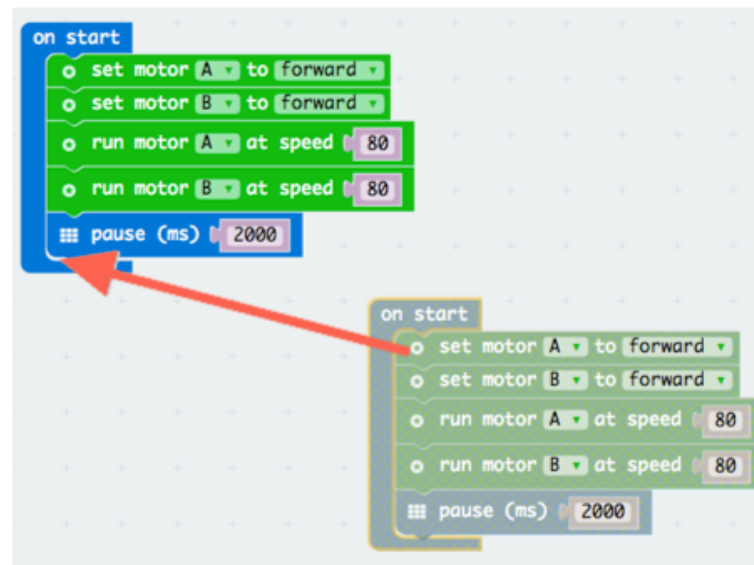 on start
set motor A to forward
set motor B to forward
run motor A at speed 80
run motor B at speed 80
pause (ms) 2000
on start
set motor A to forward
set motor B to forward
run motor A at speed 80
run motor B at speed 80
pause (ms) 2000